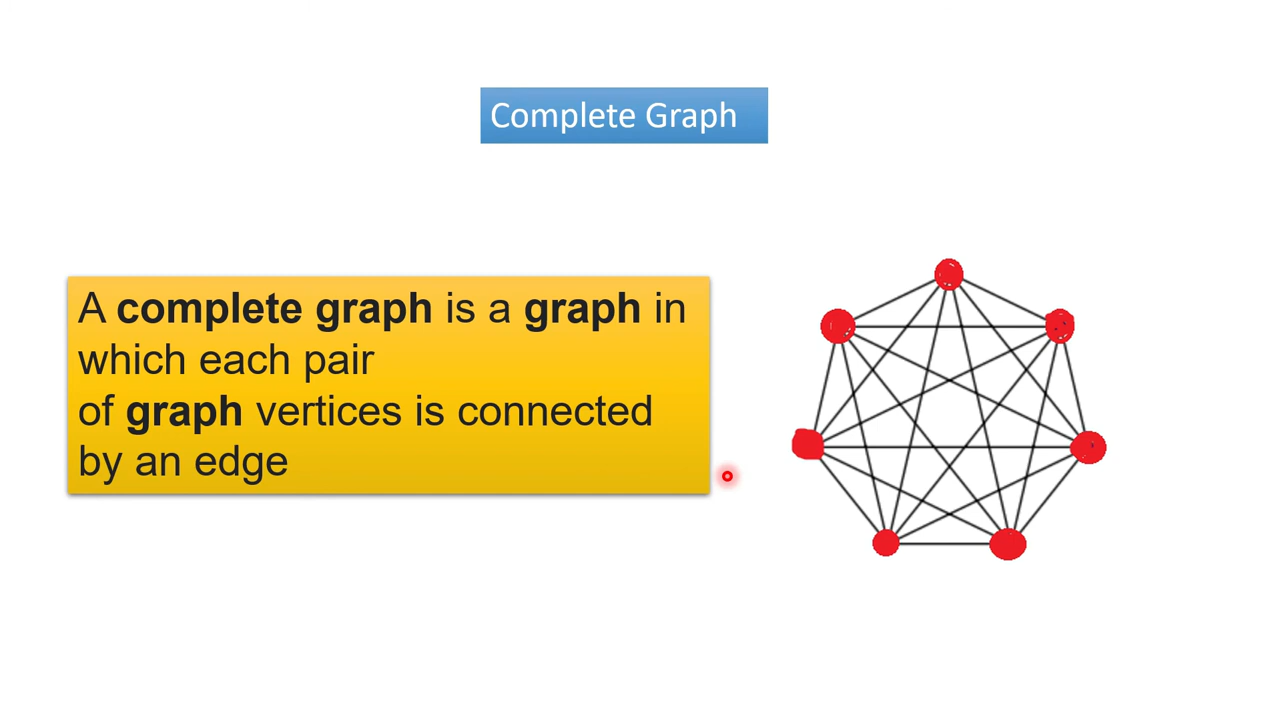 Complete Graph
A complete graph is a graph in
which each pair
of graph vertices is connected
by an edge